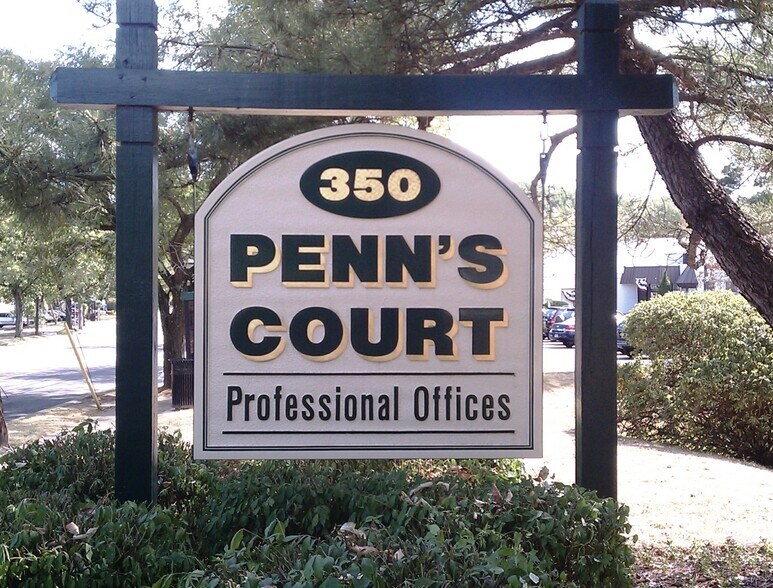 350
PENN'S
COURT
Professional Offices